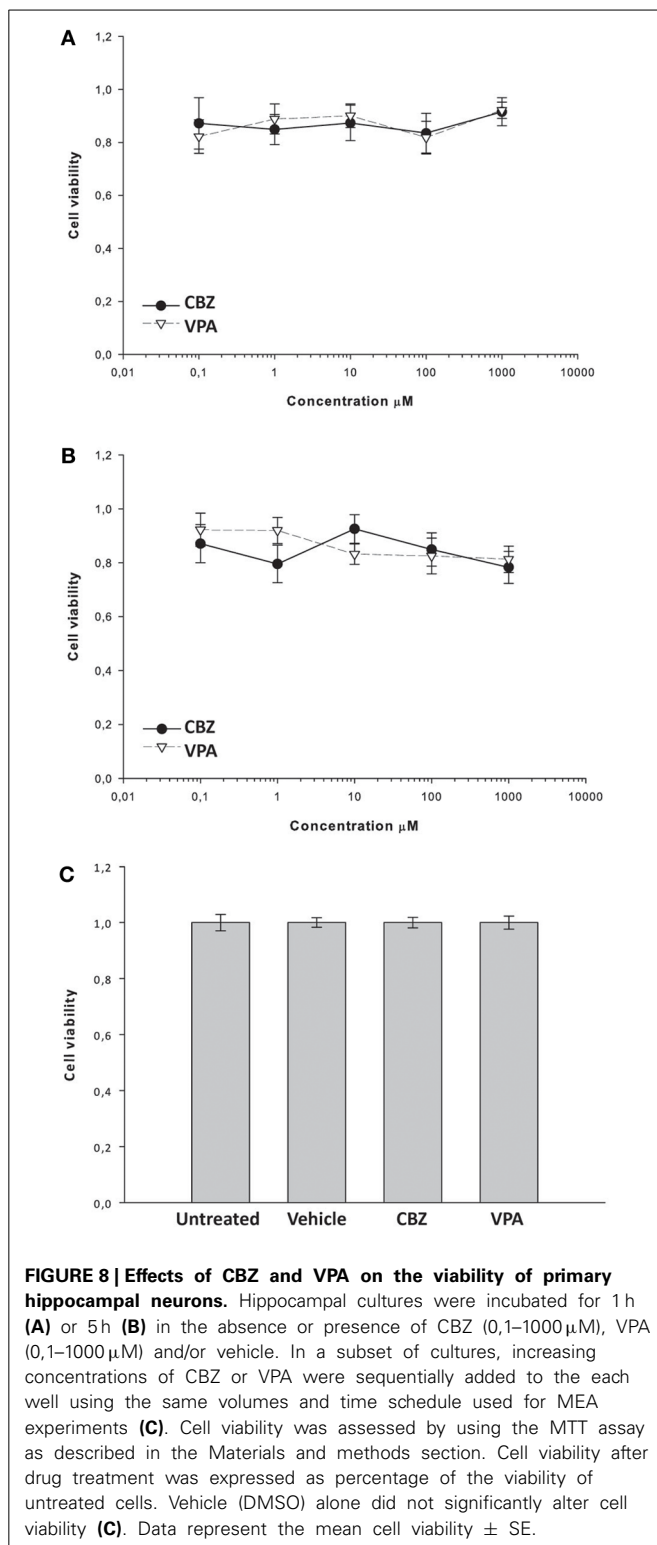 A
1,2
1,0
0,8
0,6
0,4
0,2
0,0
Cell viability
CBZ
VPA
0,01 0,1 1 10 100 1000 10000
Concentration µM
B
1,2
1,0
0,8
0,6
0,4
0,2
0,0
Cell viability
CBZ
VPA
0,01 0,1 1 10 100 1000 10000
Concentration µM
C
1,2
1,0
0,8
0,6
0,4
0,2
0,0
Cell viability
Untreated Vehicle CBZ VPA
FIGURE 8 | Effects of CBZ and VPA on the viability of primary
hippocampal neurons. Hippocampal cultures were incubated for 1 h
(A) or 5 h (B) in the absence or presence of CBZ (0,1–1000 µM), VPA
(0,1–1000 µM) and/or vehicle. In a subset of cultures, increasing
concentrations of CBZ or VPA were sequentially added to the each
well using the same volumes and time schedule used for MEA
experiments (C). Cell viability was assessed by using the MTT assay
as described in the Materials and methods section. Cell viability after
drug treatment was expressed as percentage of the viability of
untreated cells. Vehicle (DMSO) alone did not significantly alter cell
viability (C). Data represent the mean cell viability ± SE.